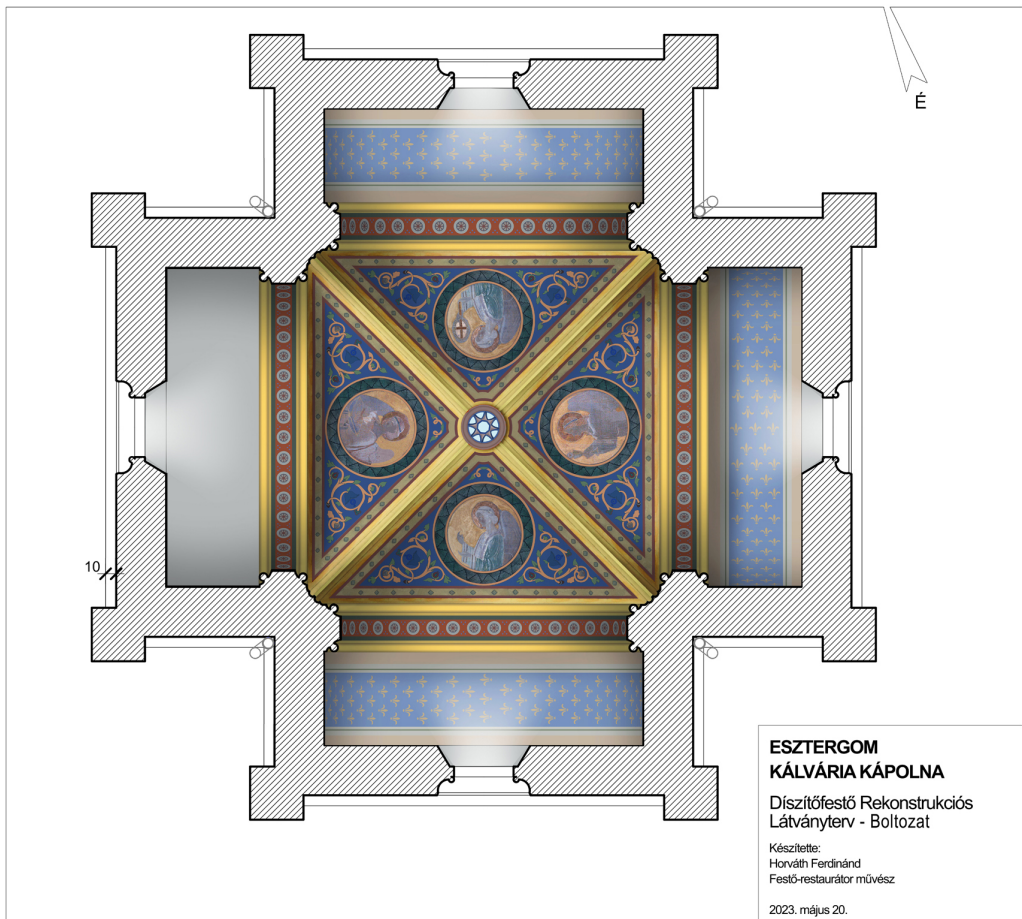 É
10
ESZTERGOM
KÁLVÁRIA KÁPOLNA
Díszítőfestő Rekonstrukciós
Látványterv - Boltozat
Készítette:
Horváth Ferdinánd
Festő-restaurátor művész
2023. május 20.